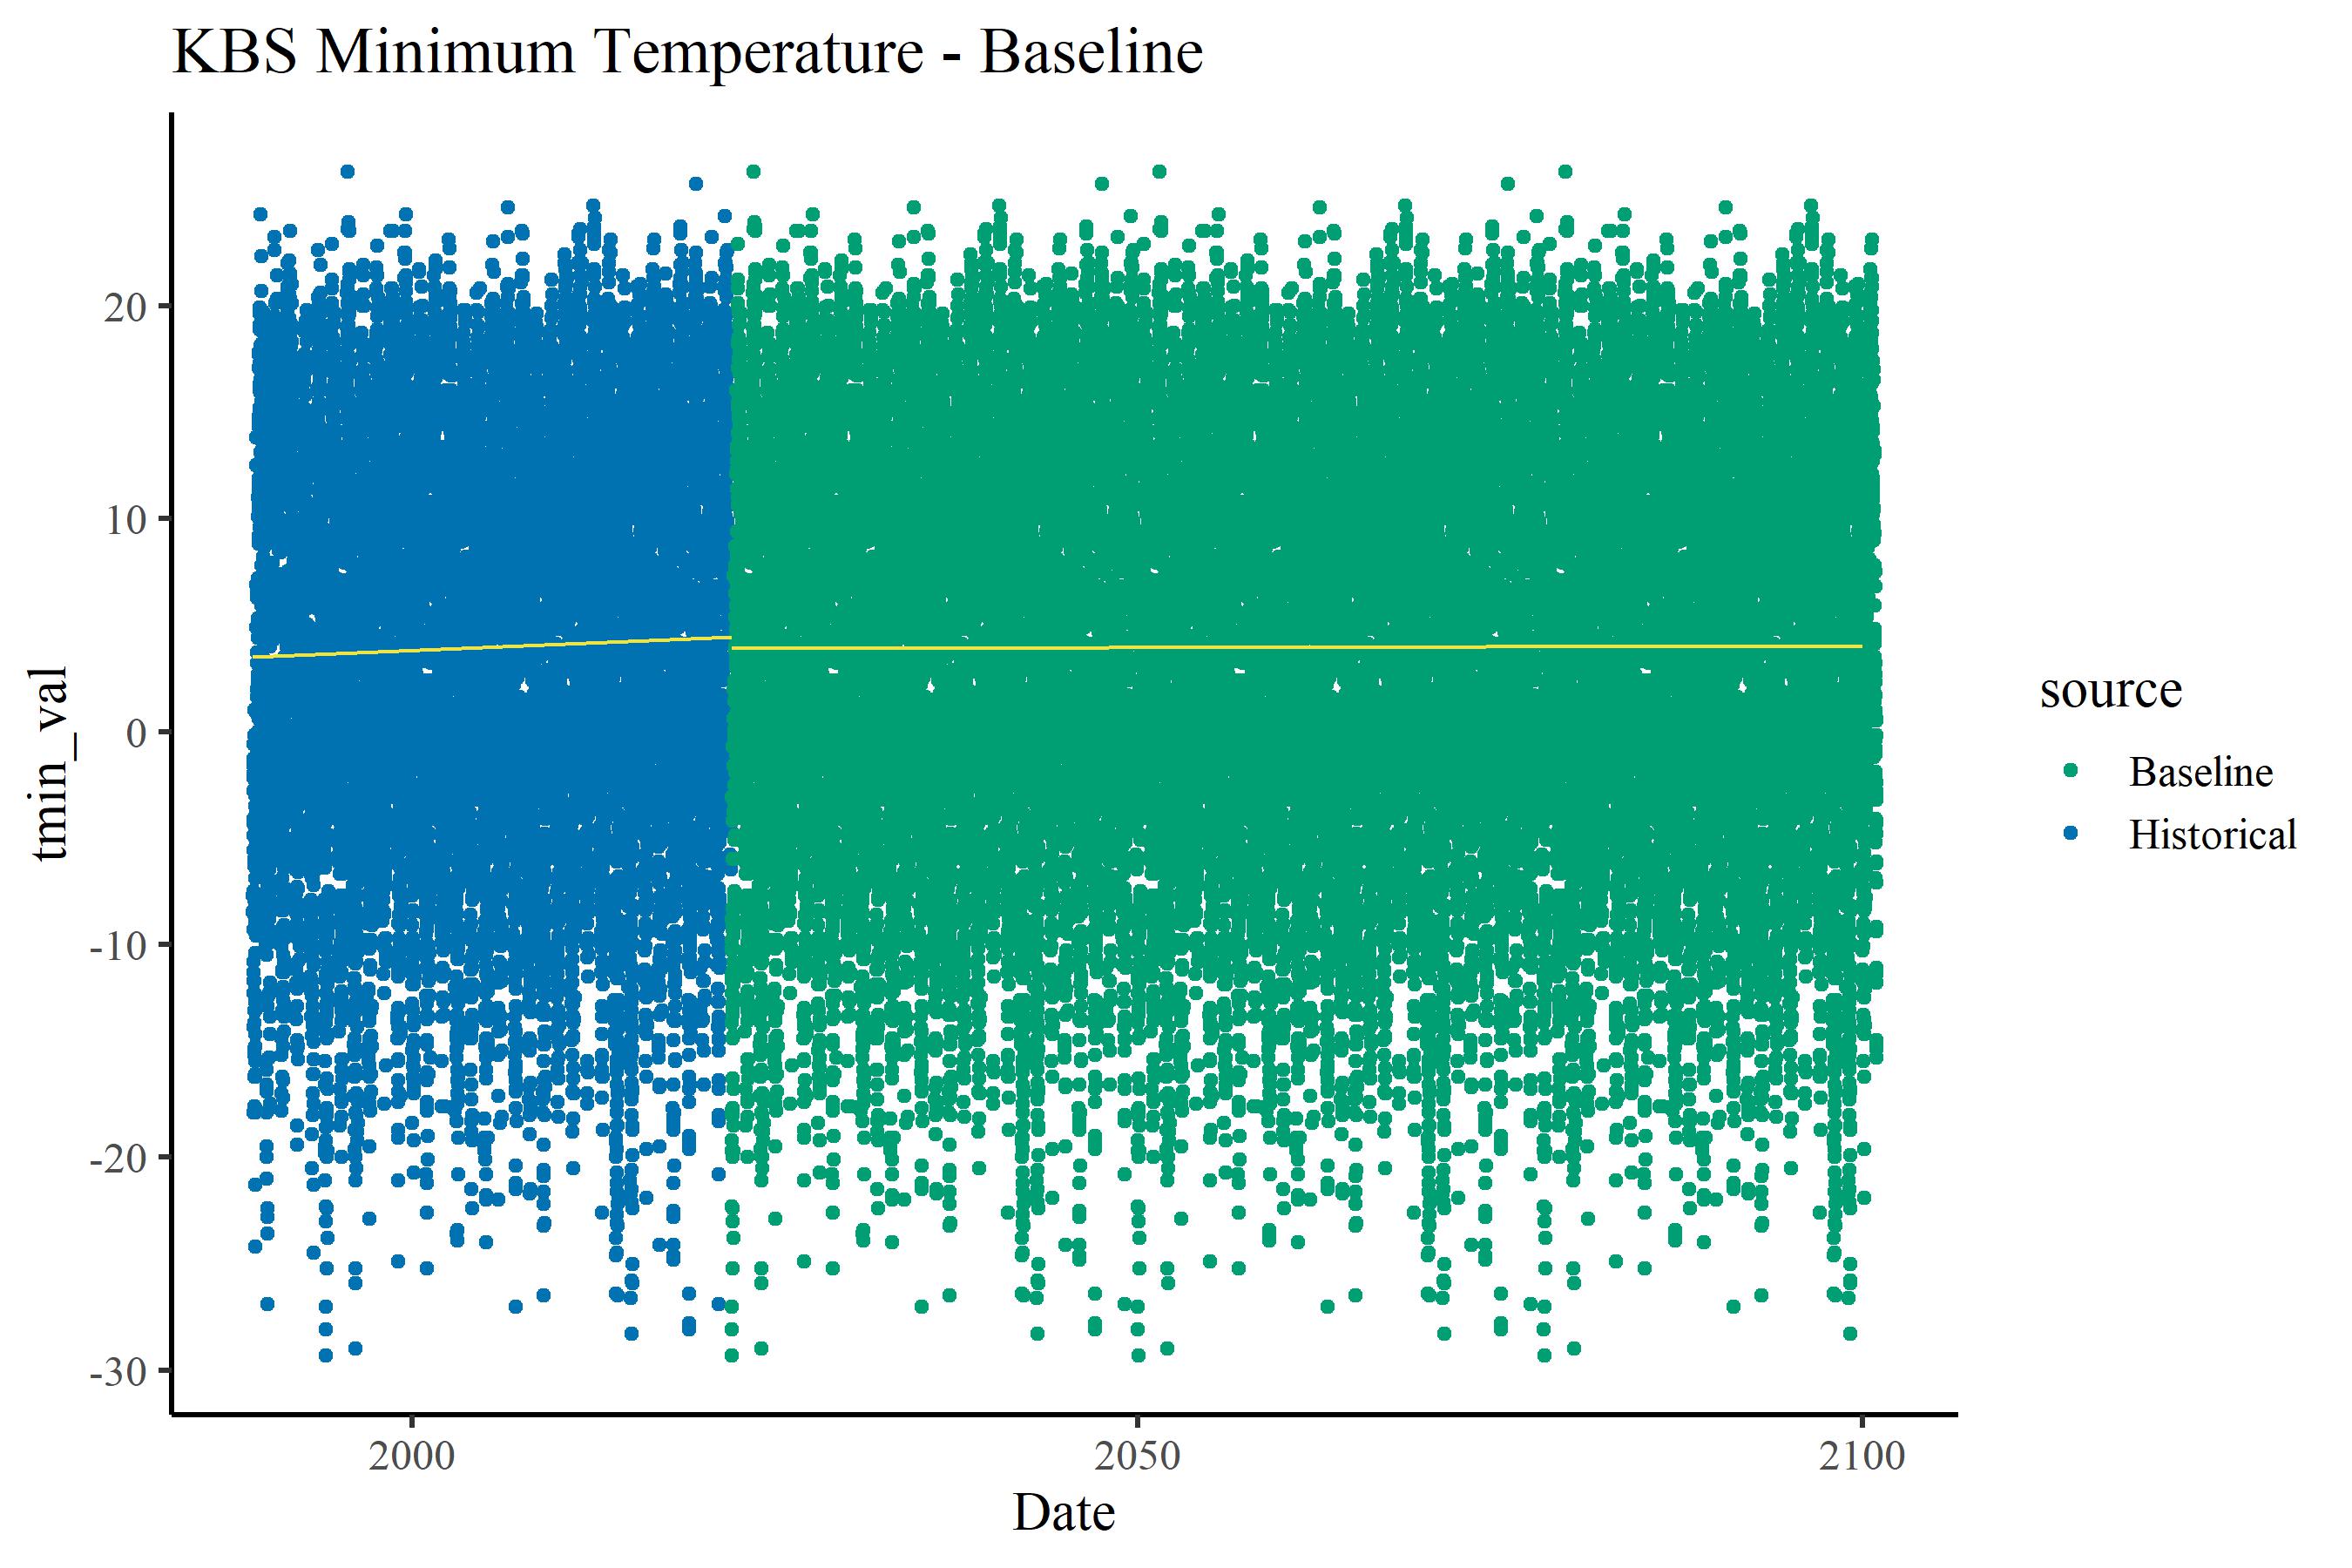 KBS Minimum Temperature - Baseline
tmin_val
20
10
0
-10
-20
-30
2000
2050
2100
Date
source
Baseline
Historical